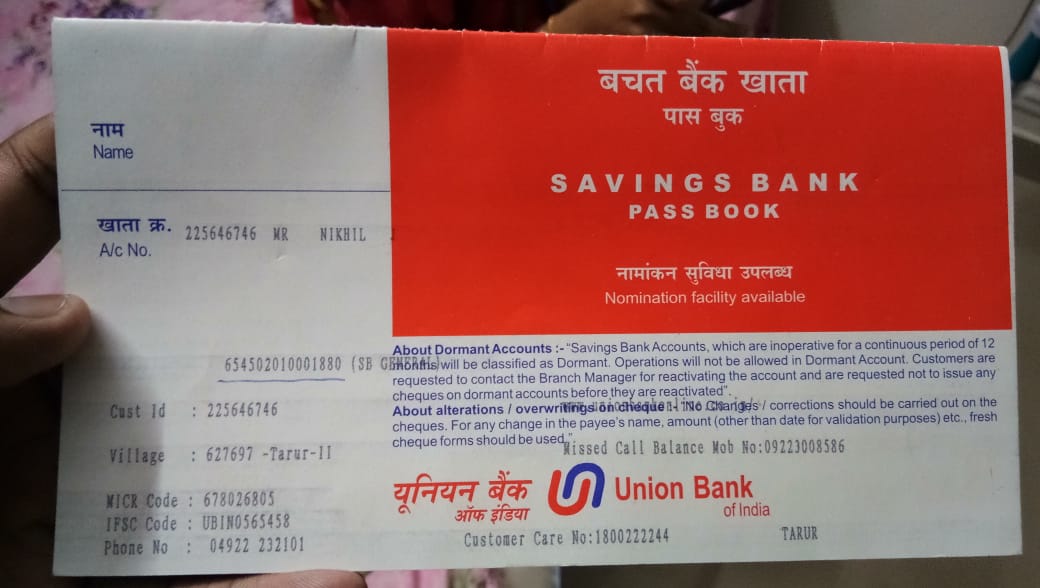 बचत बैंक खाता
पास बुक
SAVINGS BANK
PASS BOOK
नामांकन सुविधा उपलब्ध
Nomination facility available
नाम
Name
खाता क्र. 225646746 MR NIKHIL J
A/c No.
654502010001880 (SB GENERAL)
Cust Id : 225646746
Village : 627697 -Tarur-II
MICR Code : 678026805
IFSC Code : UBIN0565458
Phone No : 04922 232101
About Dormant Accounts :- “Savings Bank Accounts, which are inoperative for a continuous period of 12
months will be classified as Dormant. Operations will not be allowed in Dormant Account. Customers are
requested to contact the Branch Manager for reactivating the account and are requested not to issue any
cheques on dormant accounts before they are reactivated”.
About alterations / overwritings on cheque :- “No Changes / corrections should be carried out on the
cheques. For any change in the payee's name, amount (other than date for validation purposes) etc., fresh
cheque forms should be used.”
Missed Call Balance Mob No:09223008586
यूनियन बैंक
ऑफ इंडिया
Union Bank
of India
Customer Care No:1800222244 TARUR